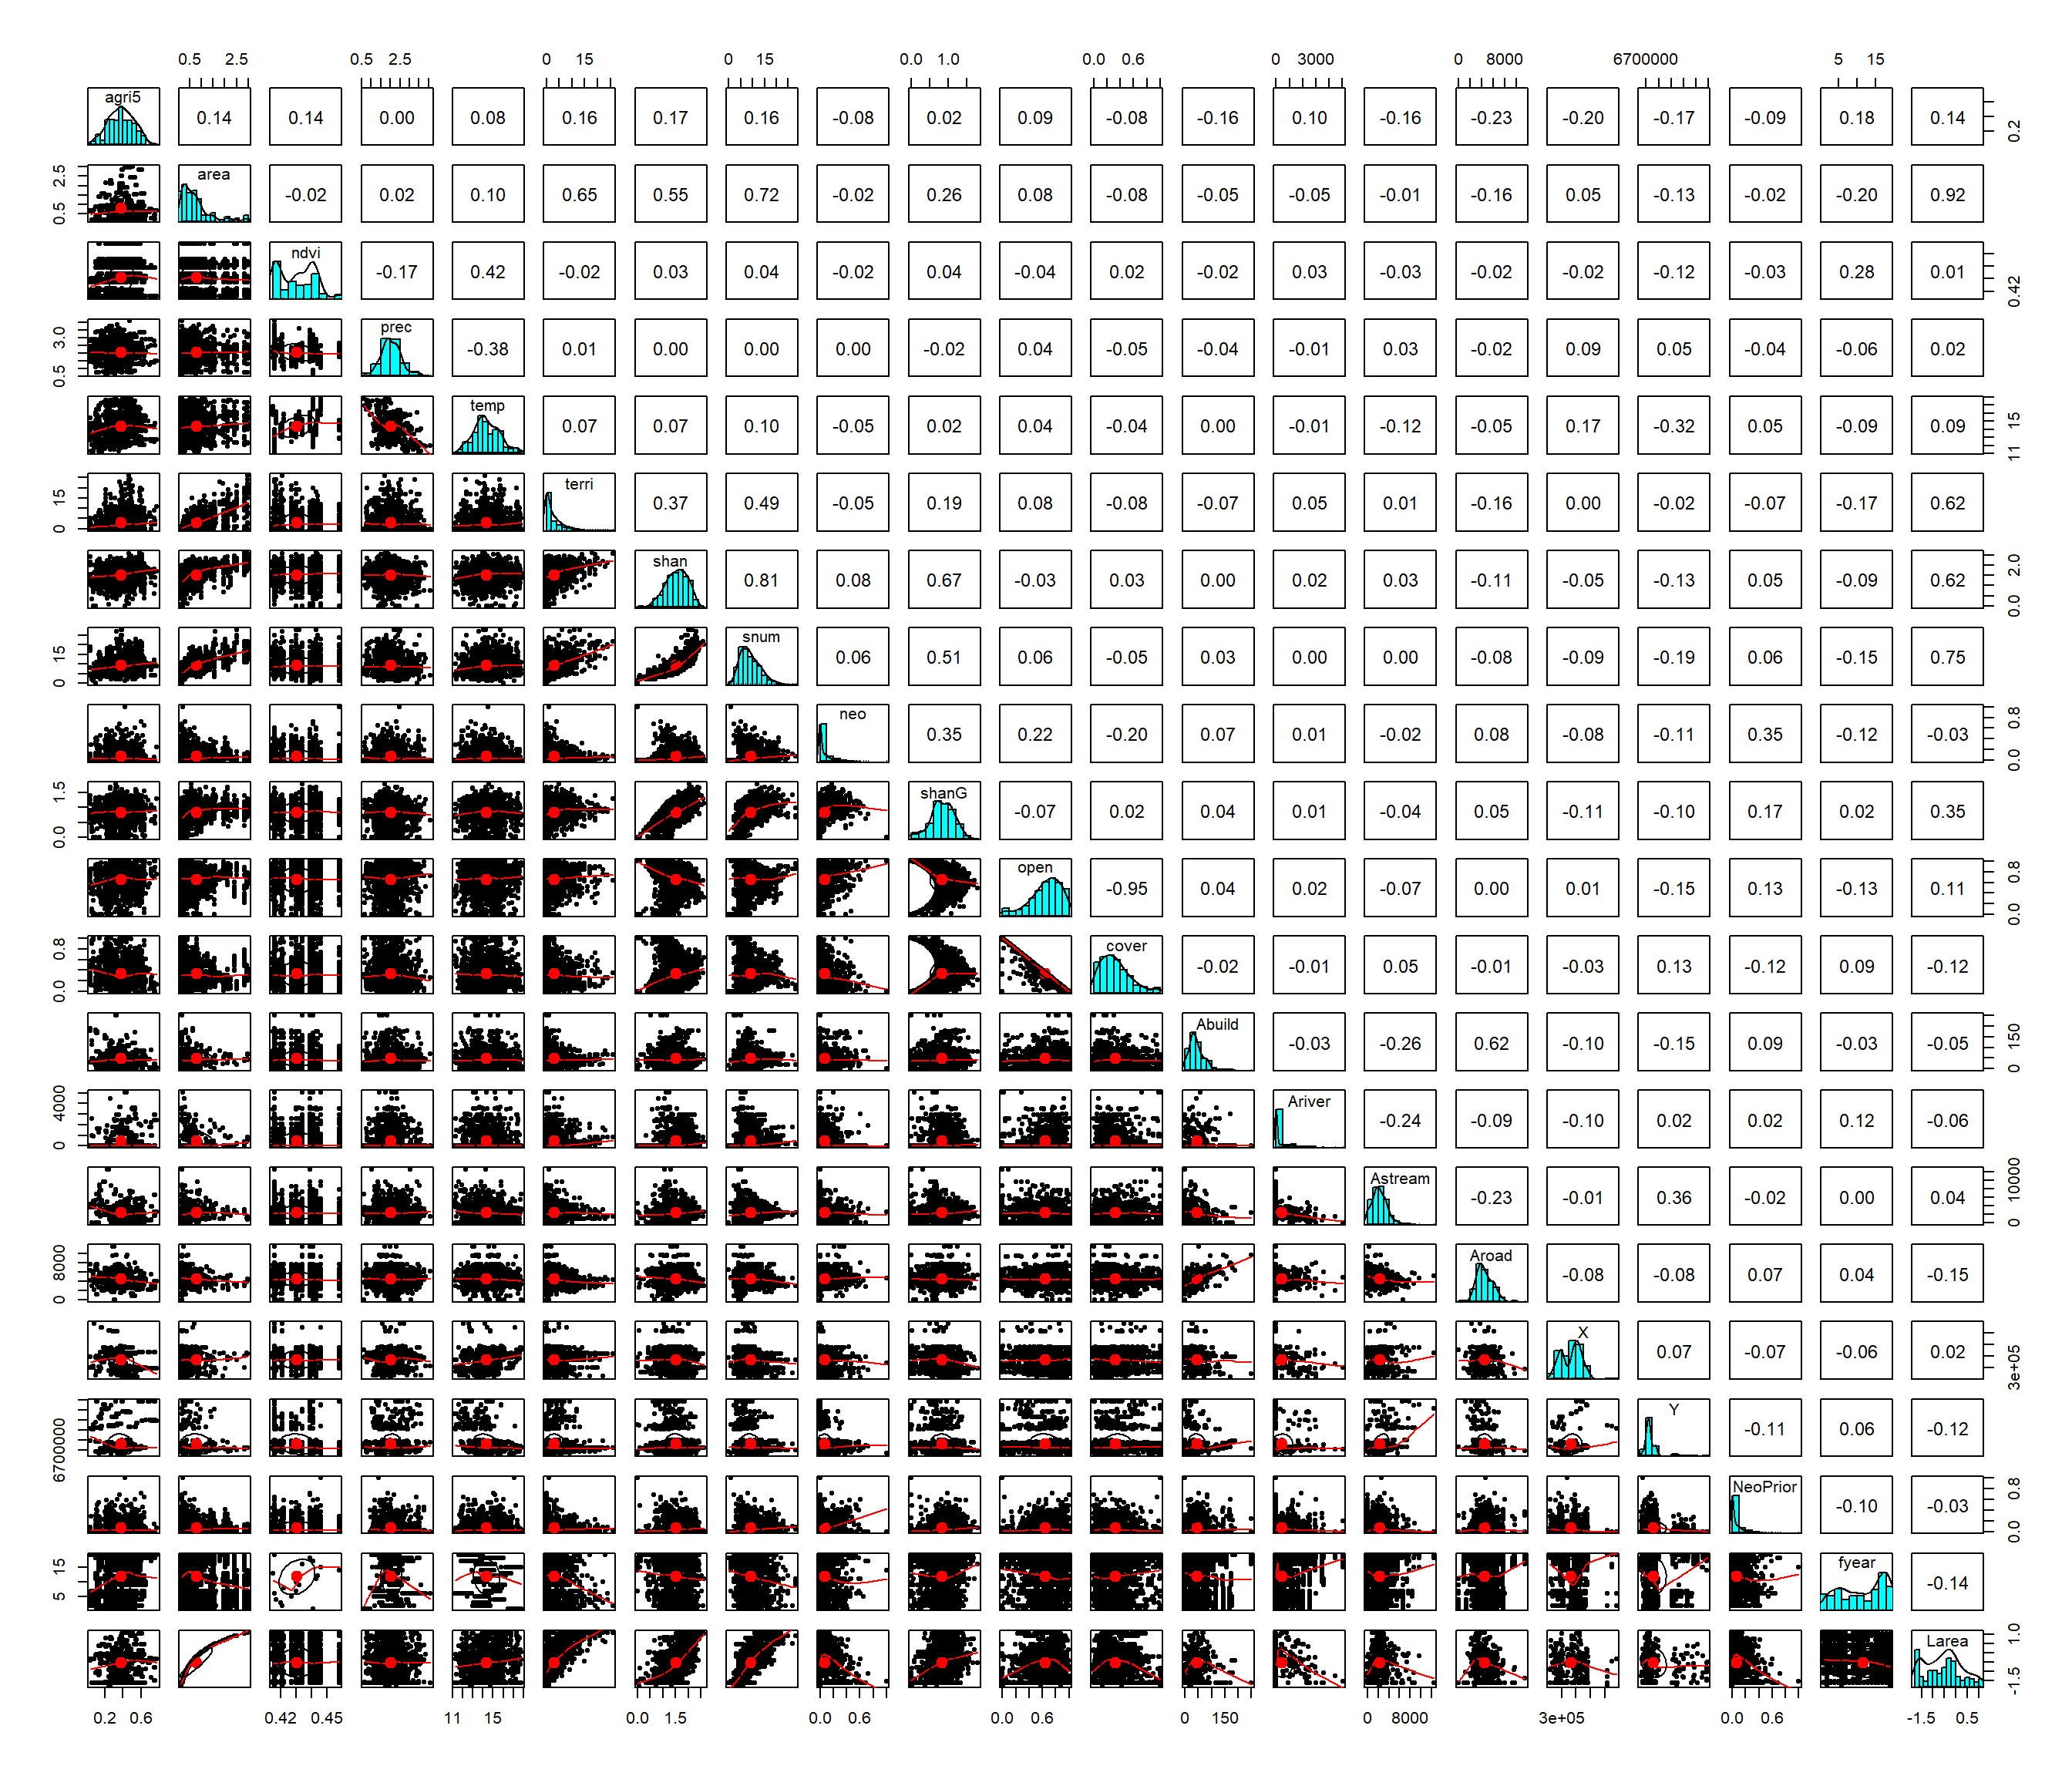 0.5 2.5 0.5 2.5 0 15 0 15 0.0 1.0 0.0 0.6 0 3000 0 8000 6700000 5 15
agri5 0.14 0.14 0.00 0.08 0.16 0.17 0.16 -0.08 0.02 0.09 -0.08 -0.16 0.10 -0.16 -0.23 -0.20 -0.17 -0.09 0.18 0.14 0.2
0.5 2.5 area -0.02 0.02 0.10 0.65 0.55 0.72 -0.02 0.26 0.08 -0.08 -0.05 -0.05 -0.01 -0.16 0.05 -0.13 -0.02 -0.20 0.92
ndvi -0.17 0.42 -0.02 0.03 0.04 -0.02 0.04 -0.04 0.02 -0.02 0.03 -0.03 -0.02 -0.02 -0.12 -0.03 0.28 0.01 0.42
0.5 3.0 prec -0.38 0.01 0.00 0.00 0.00 -0.02 0.04 -0.05 -0.04 -0.01 0.03 -0.02 0.09 0.05 -0.04 -0.06 0.02
temp 0.07 0.07 0.10 -0.05 0.02 0.04 -0.04 0.00 -0.01 -0.12 -0.05 0.17 -0.32 0.05 -0.09 0.09 11 15
0 15 terri 0.37 0.49 -0.05 0.19 0.08 -0.08 -0.07 0.05 0.01 -0.16 0.00 -0.02 -0.07 -0.17 0.62
shan 0.81 0.08 0.67 -0.03 0.03 0.00 0.02 0.03 -0.11 -0.05 -0.13 0.05 -0.09 0.62 0.0 2.0
0 15 snum 0.06 0.51 0.06 -0.05 0.03 0.00 0.00 -0.08 -0.09 -0.19 0.06 -0.15 0.75
neo 0.35 0.22 -0.20 0.07 0.01 -0.02 0.08 -0.08 -0.11 0.35 -0.12 -0.03 0.0 0.8
0.0 1.5 shanG -0.07 0.02 0.04 0.01 -0.04 0.05 -0.11 -0.10 0.17 0.02 0.35
open -0.95 0.04 0.02 -0.07 0.00 0.01 -0.15 0.13 -0.13 0.11 0.0 0.8
0.0 0.8 cover -0.02 -0.01 0.05 -0.01 -0.03 0.13 -0.12 0.09 -0.12
Abuild -0.03 -0.26 0.62 -0.10 -0.15 0.09 -0.03 -0.05 0 150
0 4000 Ariver -0.24 -0.09 -0.10 0.02 0.02 0.12 -0.06
Astream -0.23 -0.01 0.36 -0.02 0.00 0.04 0 10000
0 8000 Aroad -0.08 -0.08 0.07 0.04 -0.15
X 0.07 -0.07 -0.06 0.02 3e+05
6700000 Y -0.11 0.06 -0.12
NeoPrior -0.10 -0.03 0.0 0.8
5 15 fyear -0.14
Larea -1.5 1.0
0.2 0.6 0.42 0.45 11 15 0.0 1.5 0.0 0.6 0.0 0.6 0 150 0 8000 3e+05 0.0 0.6 -1.5 0.5